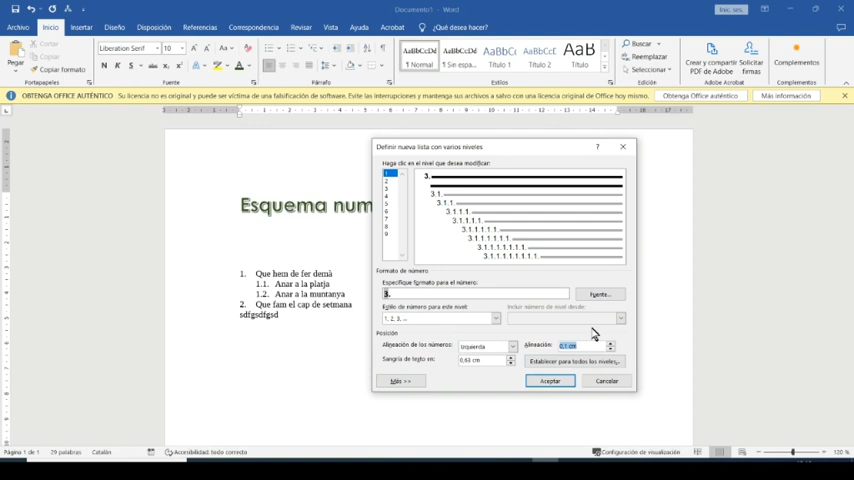 Documento1 - Word
Inic. ses.
Archivo Inicio Insertar Diseño Disposición Referencias Correspondencia Revisar Vista Ayuda Acrobat ¿Qué desea hacer?
Pegar
Cortar
Copiar
Copiar formato
Portapapeles
Liberation Serif 10
Fuente
Párrafo
AaBbCcDd AaBbCcDd AaBbC AaBbCcC AaB
¶ Normal ¶ Sin espa... Título 1 Título 2 Título
Estilos
Buscar
Reemplazar
Seleccionar
Edición
Crear y compartir PDF de Adobe
Solicitar firmas
Adobe Acrobat
Complementos
Complementos
OBTENGA OFFICE AUTÉNTICO Su licencia no es original y puede ser víctima de una falsificación de software. Evite las interrupciones y mantenga sus archivos a salvo con una licencia original de Office hoy mismo. Obtenga Office auténtico Más información
Esquema num
1. Que hem de fer demà
1.1. Anar a la platja
1.2. Anar a la muntanya
2. Que fam el cap de setmana
sdfgsdfgsd
Definir nueva lista con varios niveles
Haga clic en el nivel que desea modificar:
1
2
3
4
5
6
7
8
9
3.
3.1.
3.1.1.
3.1.1.1.
3.1.1.1.1.
3.1.1.1.1.1.
3.1.1.1.1.1.1.
3.1.1.1.1.1.1.1.
3.1.1.1.1.1.1.1.1.
Formato de número
Especifique formato para el número:
3.
Fuente...
Estilo de número para este nivel:
1, 2, 3, ...
Incluir número de nivel desde:
Posición
Alineación de los números: Izquierda
Alineación: 0,1 cm
Sangría de texto en: 0,63 cm
Establecer para todos los niveles...
Más >>
Aceptar
Cancelar
Página 1 de 1 29 palabras Catalán Accesibilidad: todo correcto Configuración de visualización 120 %